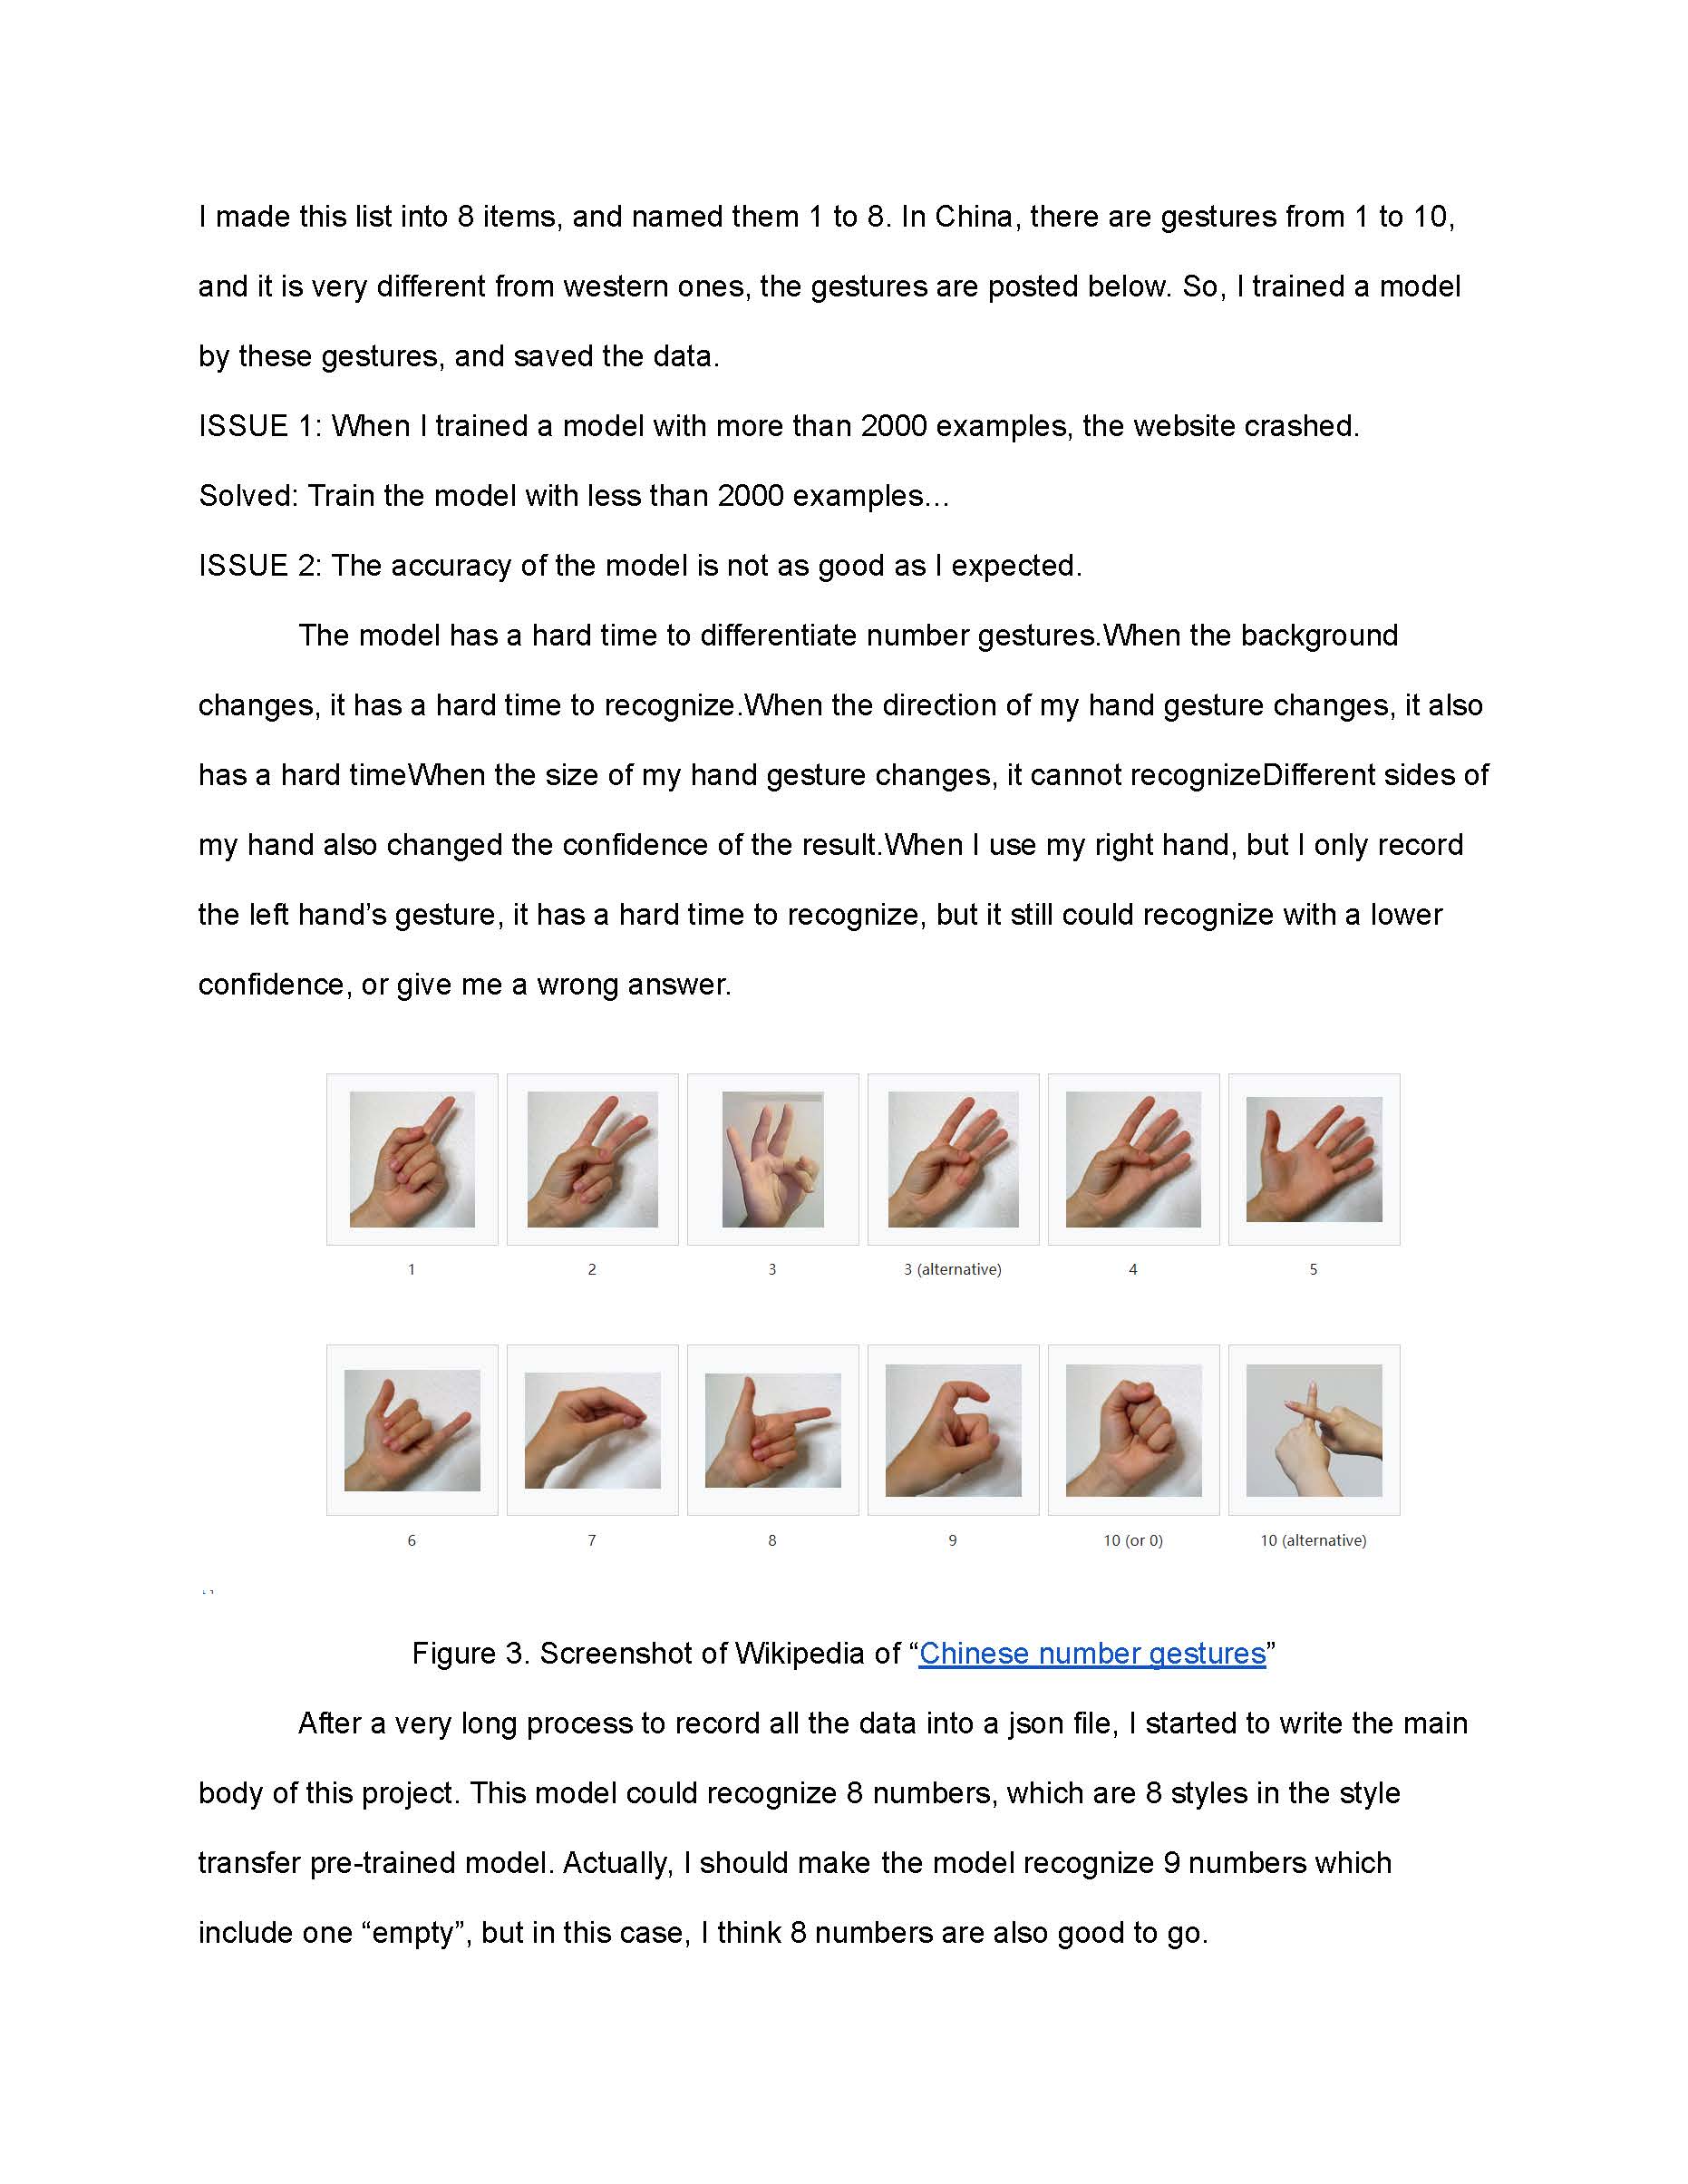 I made this list into 8 items, and named them 1 to 8. In China, there are gestures from 1 to 10,
and it is very different from western ones, the gestures are posted below. So, I trained a model
by these gestures, and saved the data.
ISSUE 1: When I trained a model with more than 2000 examples, the website crashed.
Solved: Train the model with less than 2000 examples...
ISSUE 2: The accuracy of the model is not as good as I expected.
The model has a hard time to differentiate number gestures.When the background
changes, it has a hard time to recognize.When the direction of my hand gesture changes, it also
has a hard timeWhen the size of my hand gesture changes, it cannot recognizeDifferent sides of
my hand also changed the confidence of the result.When I use my right hand, but I only record
the left hand’s gesture, it has a hard time to recognize, but it still could recognize with a lower
confidence, or give me a wrong answer.
1 2 3 3 (alternative) 4 5
6 7 8 9 10 (or 0) 10 (alternative)
Figure 3. Screenshot of Wikipedia of “Chinese number gestures”
After a very long process to record all the data into a json file, I started to write the main
body of this project. This model could recognize 8 numbers, which are 8 styles in the style
transfer pre-trained model. Actually, I should make the model recognize 9 numbers which
include one “empty”, but in this case, I think 8 numbers are also good to go.